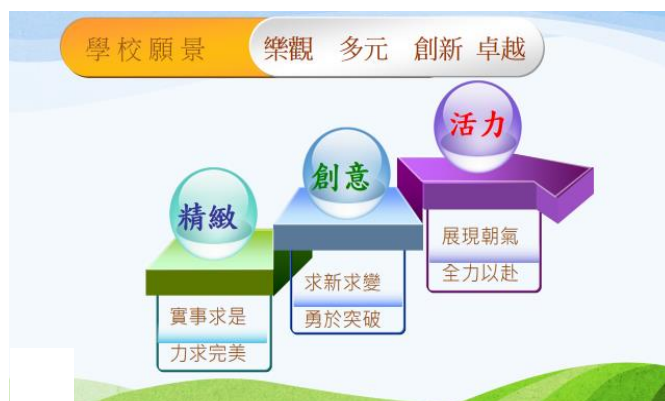 學校願景 樂觀 多元 創新 卓越
活力
展現朝氣
全力以赴
創意
求新求變
勇於突破
精緻
實事求是
力求完美